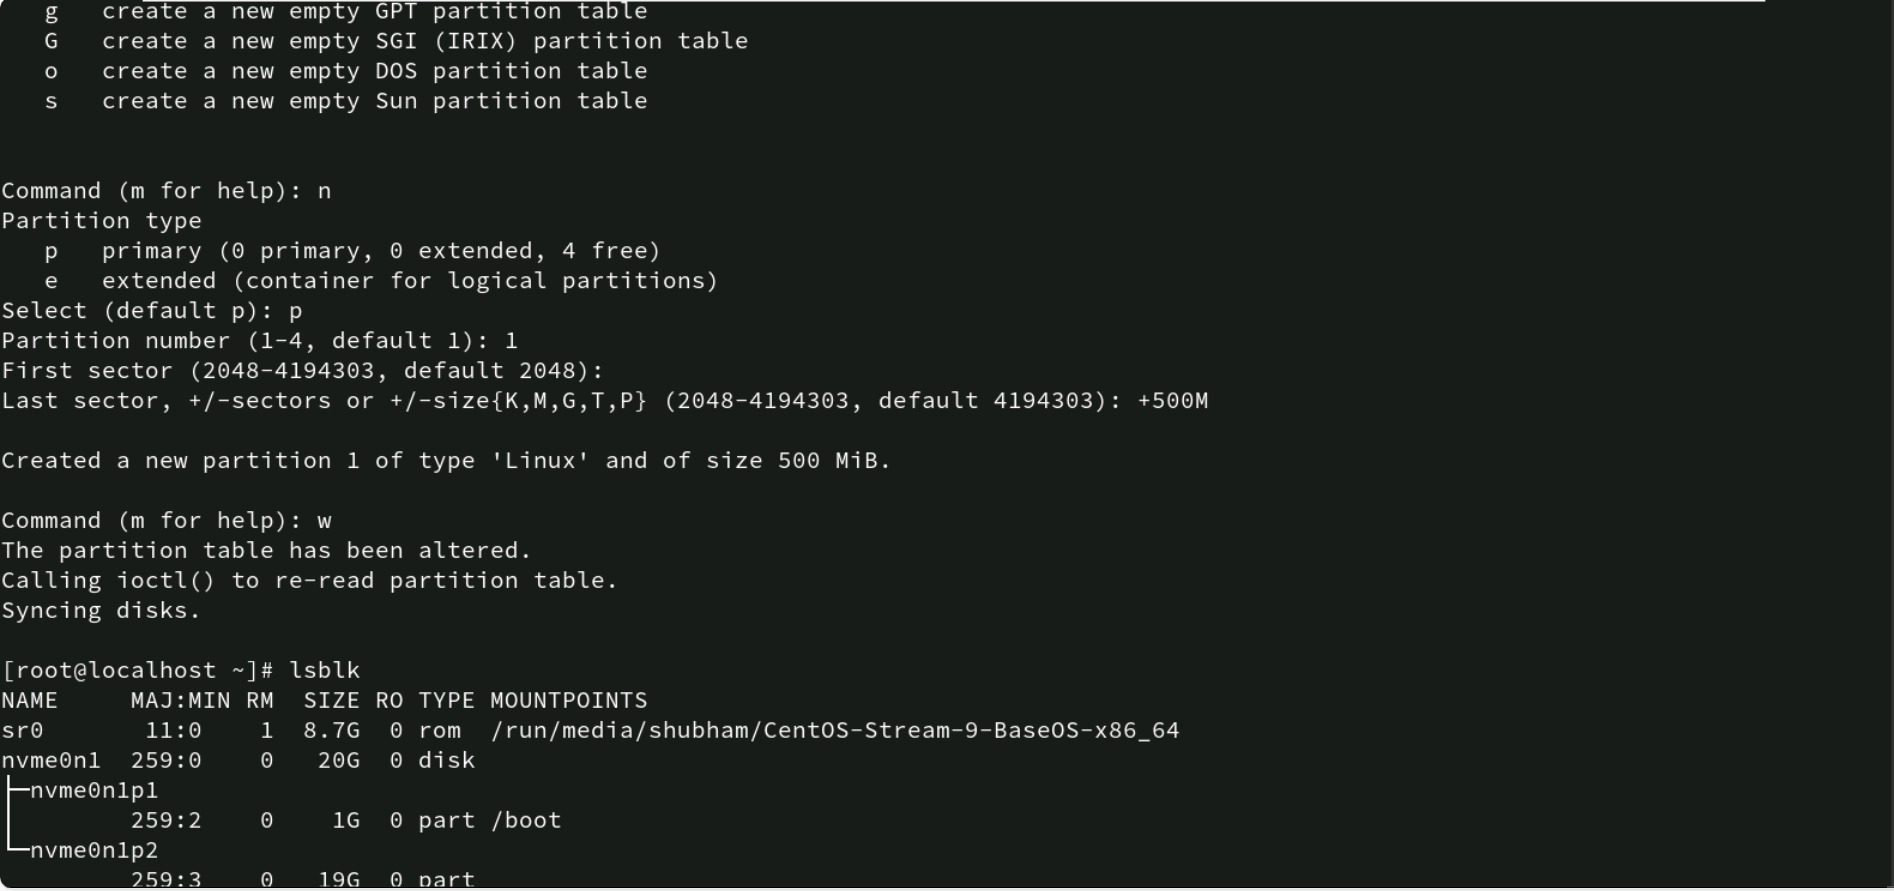 g   create a new empty GPT partition table
   G   create a new empty SGI (IRIX) partition table
   o   create a new empty DOS partition table
   s   create a new empty Sun partition table
Command (m for help): n
Partition type
   p   primary (0 primary, 0 extended, 4 free)
   e   extended (container for logical partitions)
Select (default p): p
Partition number (1-4, default 1): 1
First sector (2048-4194303, default 2048):
Last sector, +/-sectors or +/-size{K,M,G,T,P} (2048-4194303, default 4194303): +500M
Created a new partition 1 of type 'Linux' and of size 500 MiB.
Command (m for help): w
The partition table has been altered.
Calling ioctl() to re-read partition table.
Syncing disks.
[root@localhost ~]# lsblk
NAME     MAJ:MIN RM  SIZE RO TYPE MOUNTPOINTS
sr0       11:0    1  8.7G  0 rom  /run/media/shubham/CentOS-Stream-9-BaseOS-x86_64
nvme0n1  259:0    0   20G  0 disk
├─nvme0n1p1
         259:2    0    1G  0 part /boot
└─nvme0n1p2
         259:3    0   19G  0 part